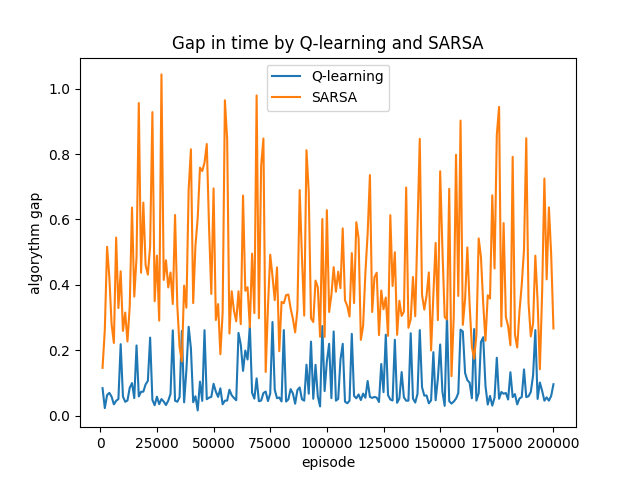 Gap in time by Q-learning and SARSA
Q-learning
SARSA
1.0
0.8
0.6
0.4
0.2
0.0
algorythm gap
0 25000 50000 75000 100000 125000 150000 175000 200000
episode